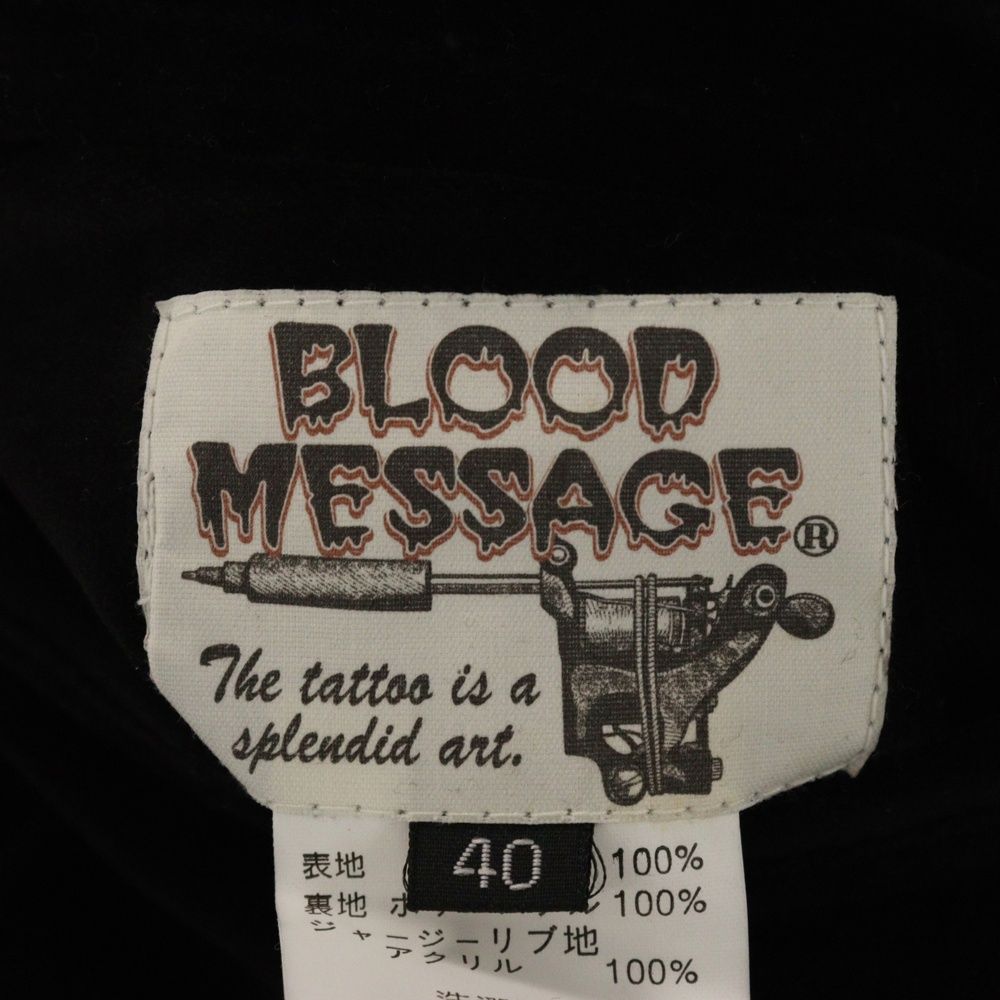 BLOOD
MESSAGE®
The tattoo is a
splendid art.
40
表地 100%
裏地 100%
ジャージーリブ地
アクリル 100%